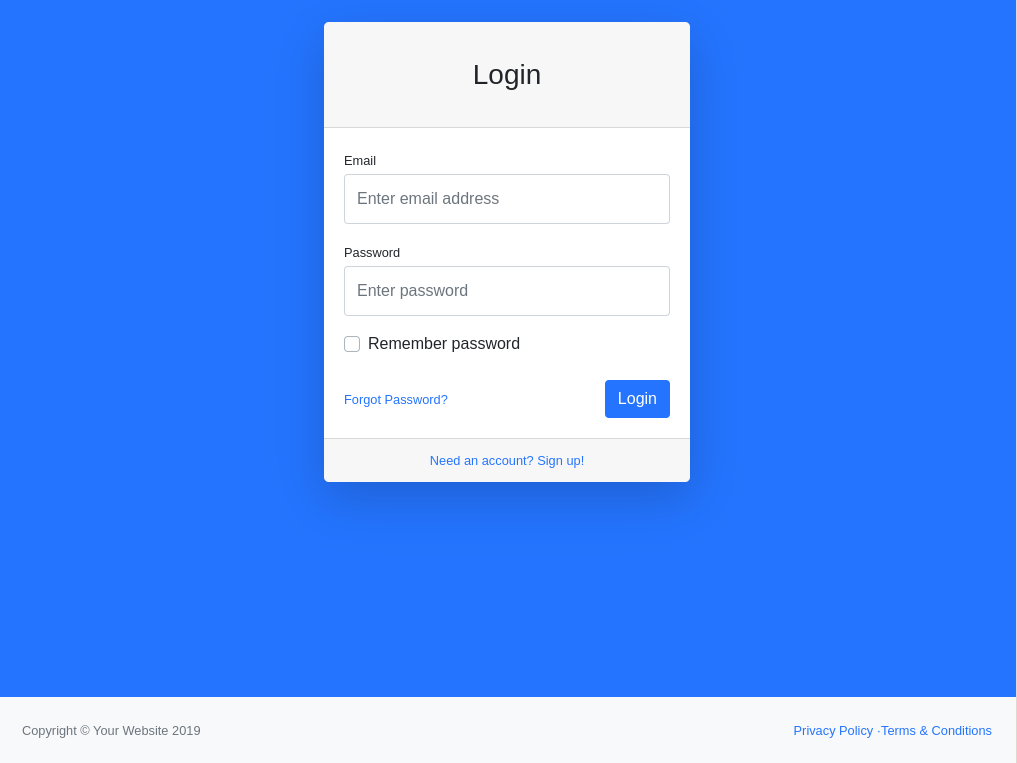 Login
Email
Enter email address
Password
Enter password
Remember password
Forgot Password?
Login
Need an account? Sign up!
Copyright © Your Website 2019
Privacy Policy ·Terms & Conditions